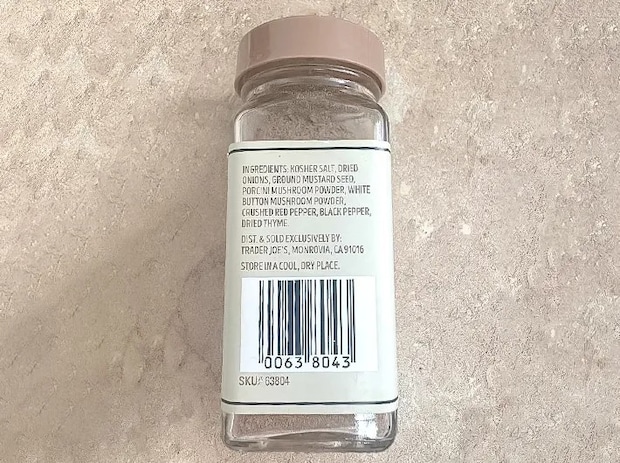 INGREDIENTS: KOSHER SALT, DRIED
ONIONS, GROUND MUSTARD SEED,
PORCINI MUSHROOM POWDER, WHITE
BUTTON MUSHROOM POWDER,
CRUSHED RED PEPPER, BLACK PEPPER,
DRIED THYME.
DIST. & SOLD EXCLUSIVELY BY:
TRADER JOE'S, MONROVIA, CA 91016
STORE IN A COOL, DRY PLACE.
0063 8043
SKU# 63804